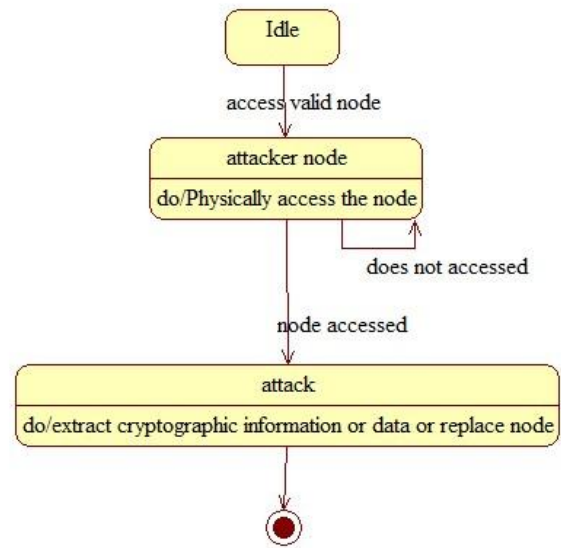 Idle
access valid node
attacker node
do/Physically access the node
does not accessed
node accessed
attack
do/extract cryptographic information or data or replace node